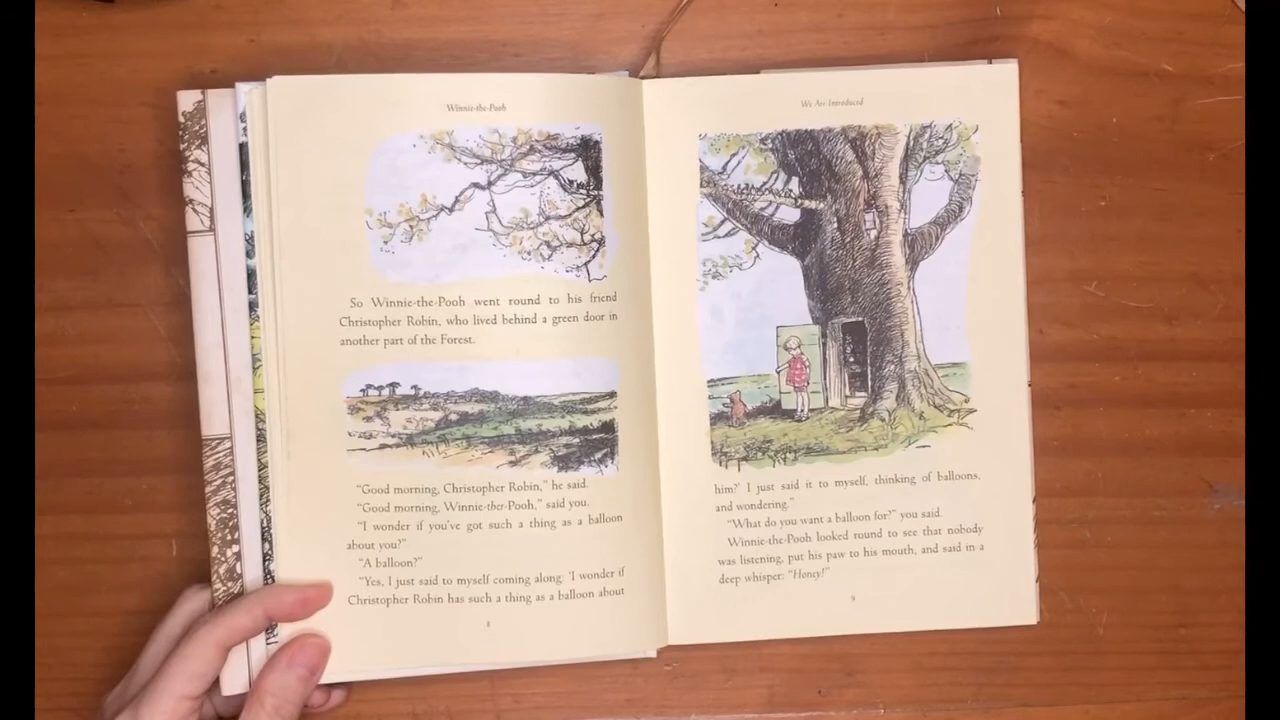 Winnie-the-Pooh
So Winnie-the-Pooh went round to his friend
Christopher Robin, who lived behind a green door in
another part of the Forest.
“Good morning, Christopher Robin,” he said.
“Good morning, Winnie-ther-Pooh,” said you.
“I wonder if you’ve got such a thing as a balloon
about you?”
“A balloon?”
“Yes, I just said to myself coming along: ‘I wonder if
Christopher Robin has such a thing as a balloon about
8
We Are Introduced
him?’ I just said it to myself, thinking of balloons,
and wondering.”
“What do you want a balloon for?” you said.
Winnie-the-Pooh looked round to see that nobody
was listening, put his paw to his mouth, and said in a
deep whisper: “Honey!”
9